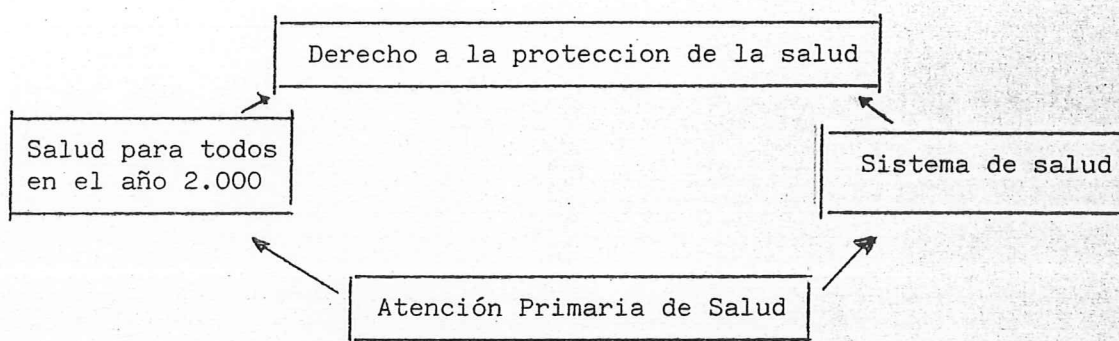 Derecho a la proteccion de la salud
Salud para todos
en el año 2.000
Sistema de salud
Atención Primaria de Salud